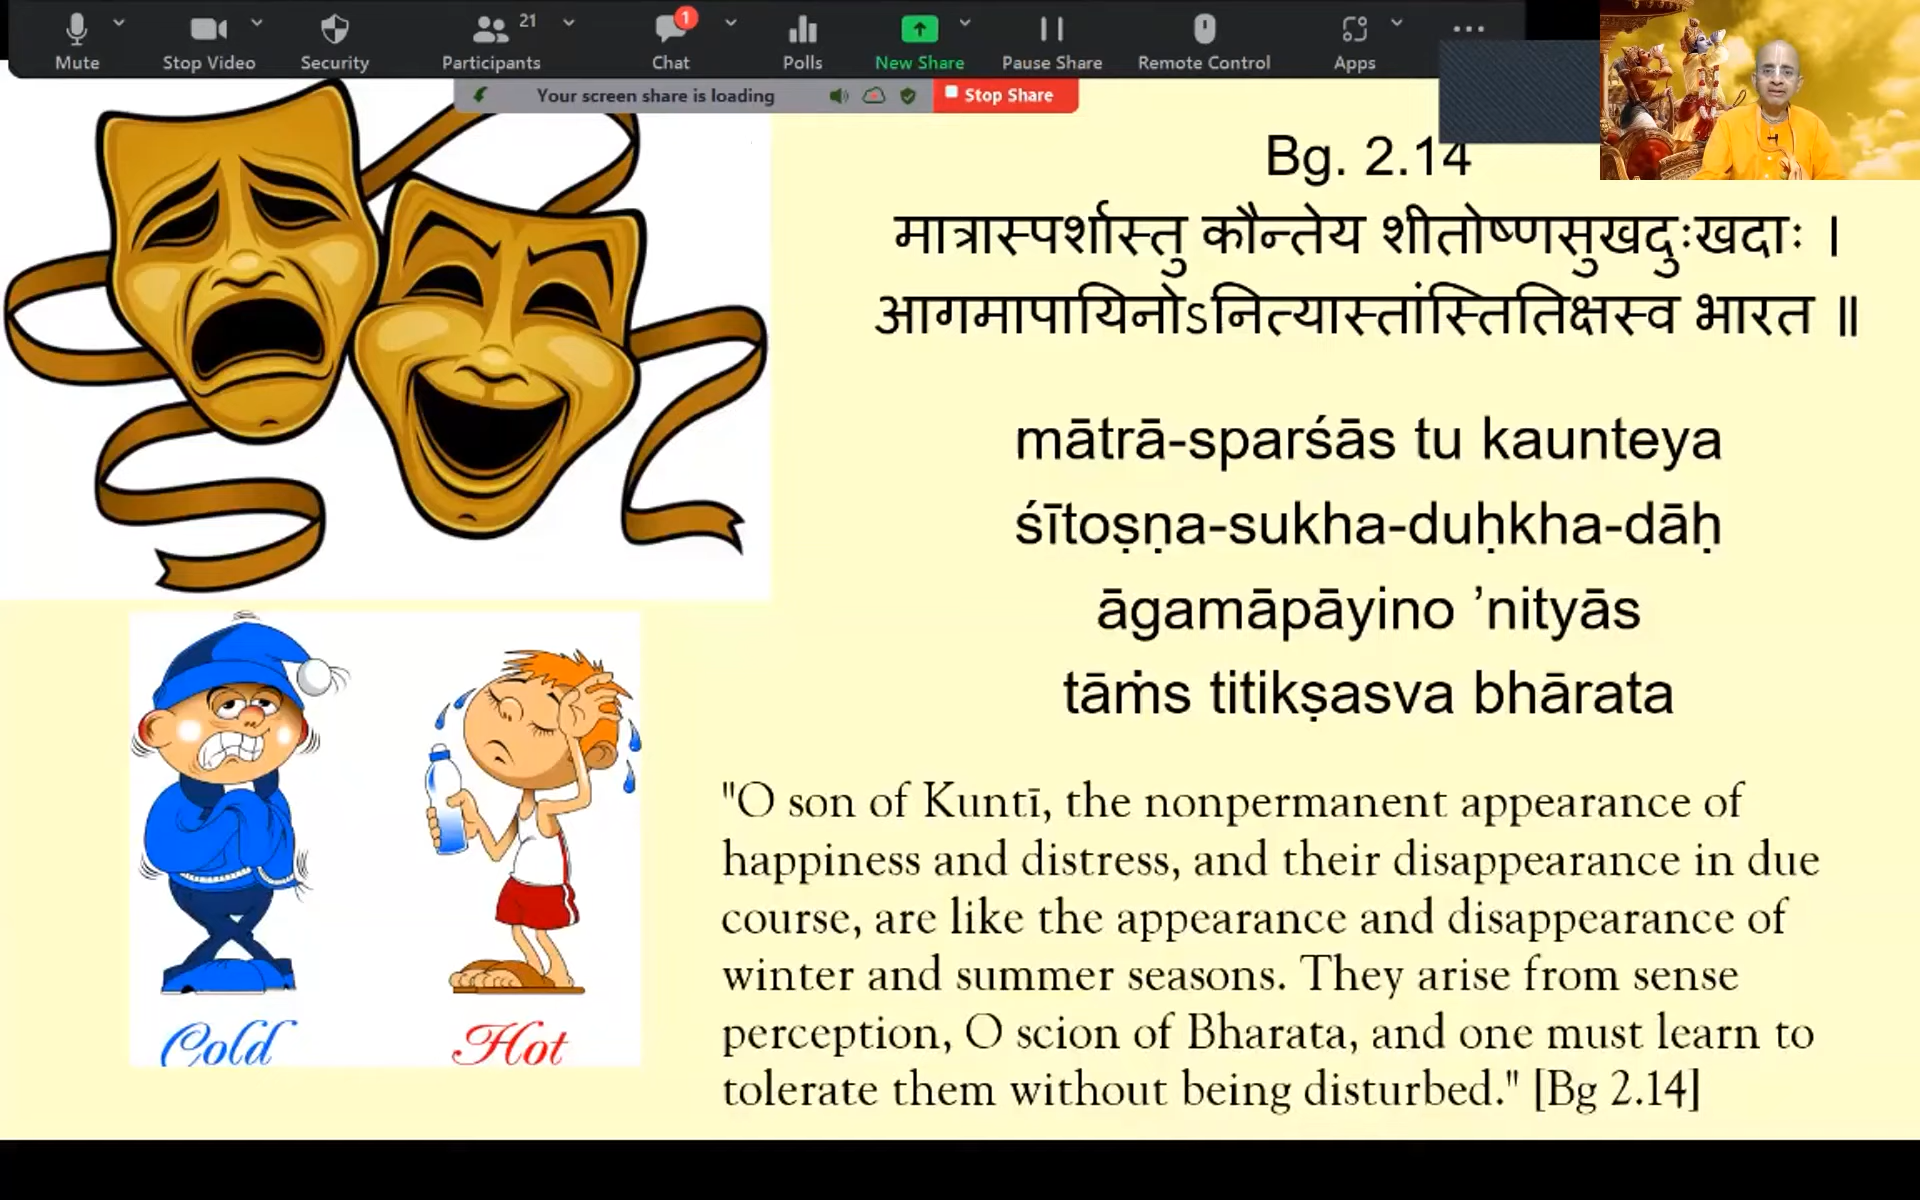 Mute
Stop Video
Security
21
Participants
1
Chat
Polls
New Share
Pause Share
Remote Control
Apps
Your screen share is loading
Stop Share
Bg. 2.14
मात्रास्पर्शास्तु कौन्तेय शीतोष्णसुखदुःखदाः ।
आगमापायिनोऽनित्यास्तांस्तितिक्षस्व भारत ॥
mātrā-sparśās tu kaunteya
śītoṣṇa-sukha-duḥkha-dāḥ
āgamāpāyino ’nityās
tāṁs titikṣasva bhārata
"O son of Kuntī, the nonpermanent appearance of
happiness and distress, and their disappearance in due
course, are like the appearance and disappearance of
winter and summer seasons. They arise from sense
perception, O scion of Bharata, and one must learn to
tolerate them without being disturbed." [Bg 2.14]
Cold
Hot